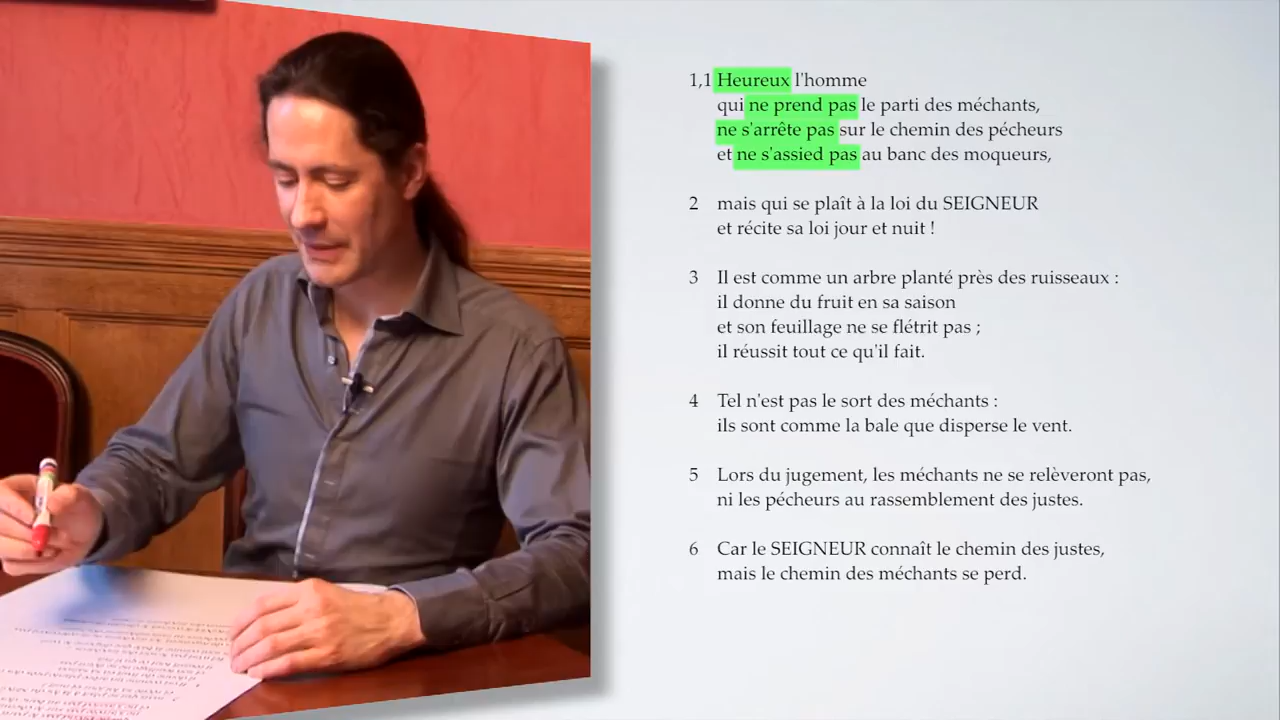 1,1 Heureux l'homme
qui ne prend pas le parti des méchants,
ne s'arrête pas sur le chemin des pécheurs
et ne s'assied pas au banc des moqueurs,
2 mais qui se plaît à la loi du SEIGNEUR
et récite sa loi jour et nuit !
3 Il est comme un arbre planté près des ruisseaux :
il donne du fruit en sa saison
et son feuillage ne se flétrit pas ;
il réussit tout ce qu'il fait.
4 Tel n'est pas le sort des méchants :
ils sont comme la bale que disperse le vent.
5 Lors du jugement, les méchants ne se relèveront pas,
ni les pécheurs au rassemblement des justes.
6 Car le SEIGNEUR connaît le chemin des justes,
mais le chemin des méchants se perd.